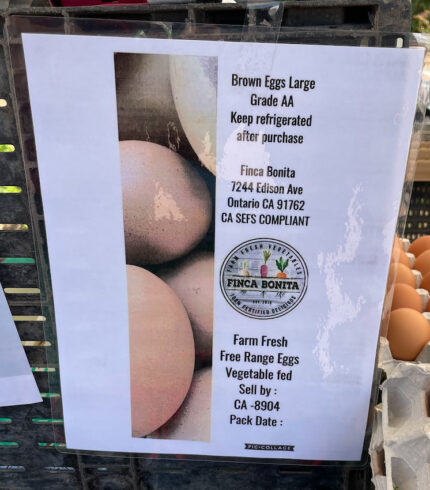 Brown Eggs Large
Grade AA
Keep refrigerated
after purchase
Finca Bonita
7244 Edison Ave
Ontario CA 91762
CA SEFS COMPLIANT
FARM FRESH VEGETABLES
FINCA BONITA
FARM CERTIFIED
Farm Fresh
Free Range Eggs
Vegetable fed
Sell by :
CA -8904
Pack Date :
PIC•COLLAGE